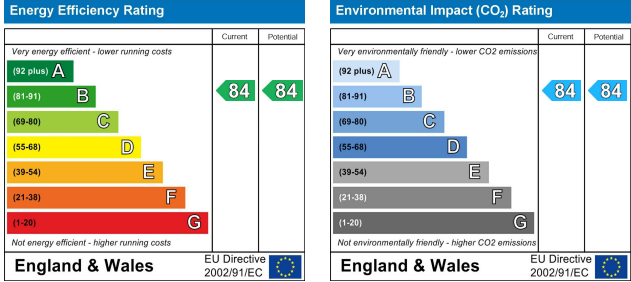 Energy Efficiency Rating
Current Potential
Very energy efficient - lower running costs
(92 plus) A
(81-91) B
84 84
(69-80) C
(55-68) D
(39-54) E
(21-38) F
(1-20) G
Not energy efficient - higher running costs
England & Wales
EU Directive
2002/91/EC
Environmental Impact (CO₂) Rating
Current Potential
Very environmentally friendly - lower CO2 emissions
(92 plus) A
(81-91) B
84 84
(69-80) C
(55-68) D
(39-54) E
(21-38) F
(1-20) G
Not environmentally friendly - higher CO2 emissions
England & Wales
EU Directive
2002/91/EC